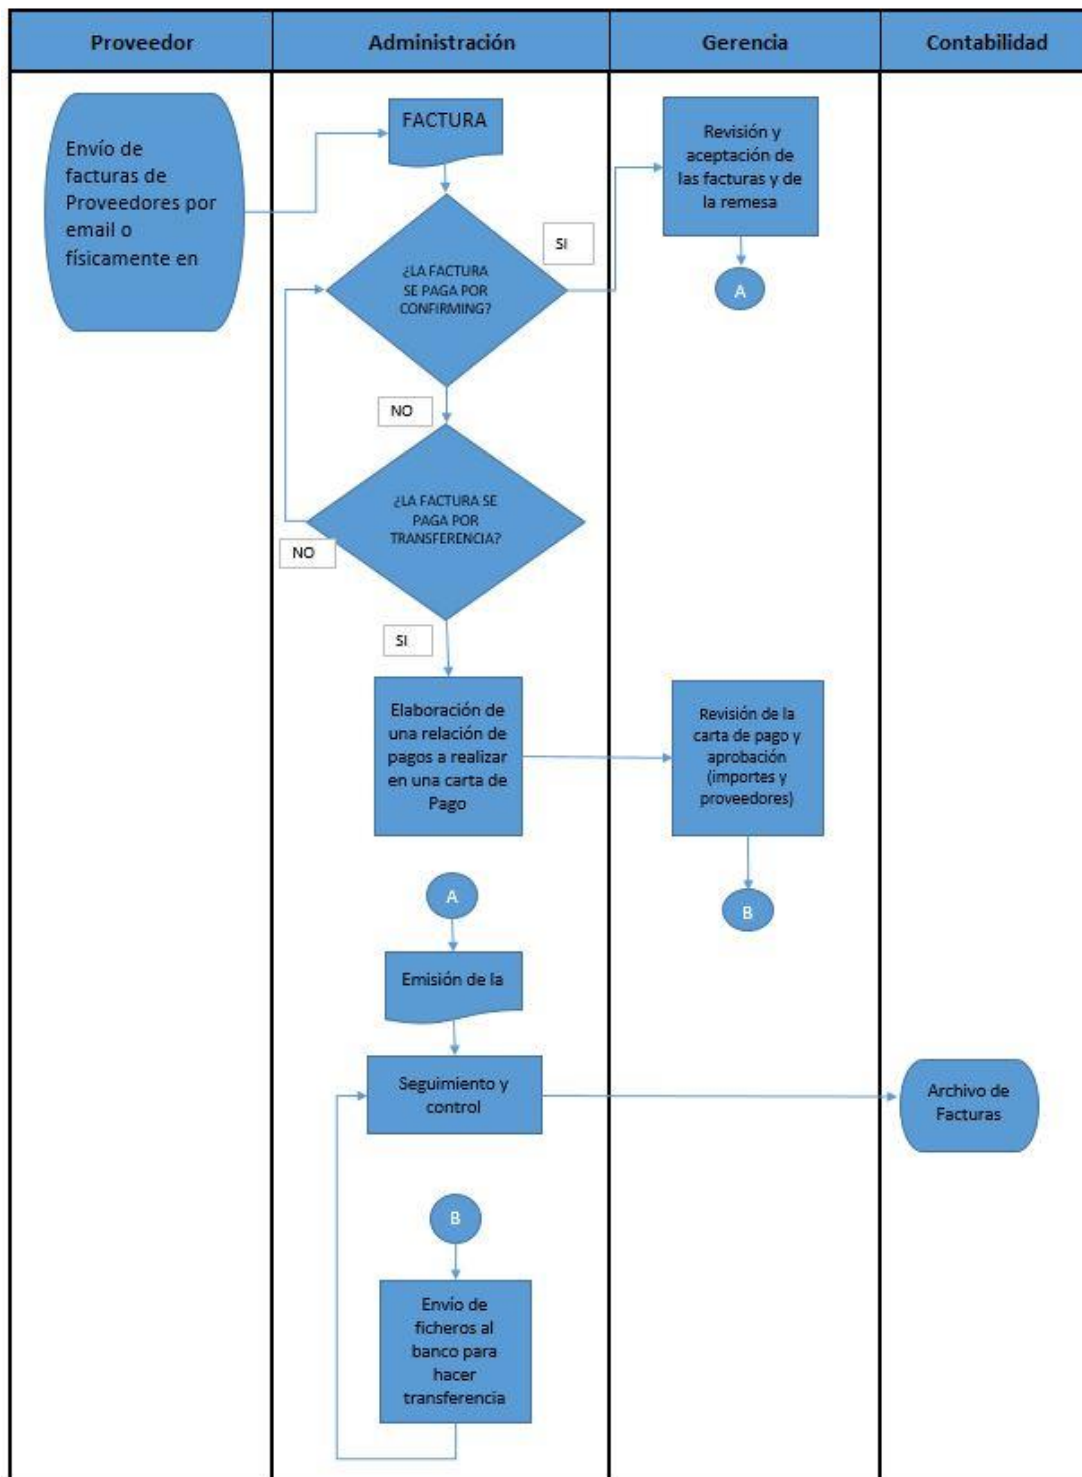 Proveedor
Administración
Gerencia
Contabilidad
Envío de
facturas de
Proveedores por
email o
físicamente en
FACTURA
Revisión y
aceptación de
las facturas y de
la remesa
SI
A
¿LA FACTURA
SE PAGA POR
CONFIRMING?
NO
¿LA FACTURA SE
PAGA POR
TRANSFERENCIA?
NO
SI
Elaboración de
una relación de
pagos a realizar
en una carta de
Pago
Revisión de la
carta de pago y
aprobación
(importes y
proveedores)
A
B
Emisión de la
Seguimiento y
control
Archivo de
Facturas
B
Envío de
ficheros al
banco para
hacer
transferencia